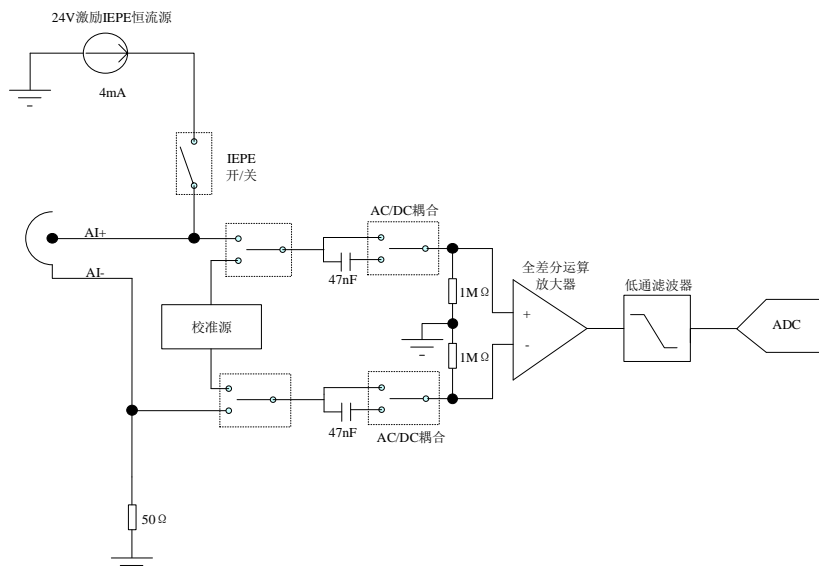 24V激励IEPE恒流源
4mA
IEPE
开/关
AI+
AC/DC耦合
AI-
47nF
1MΩ
全差分运算
放大器
低通滤波器
校准源
+
-
ADC
1MΩ
47nF
AC/DC耦合
50Ω